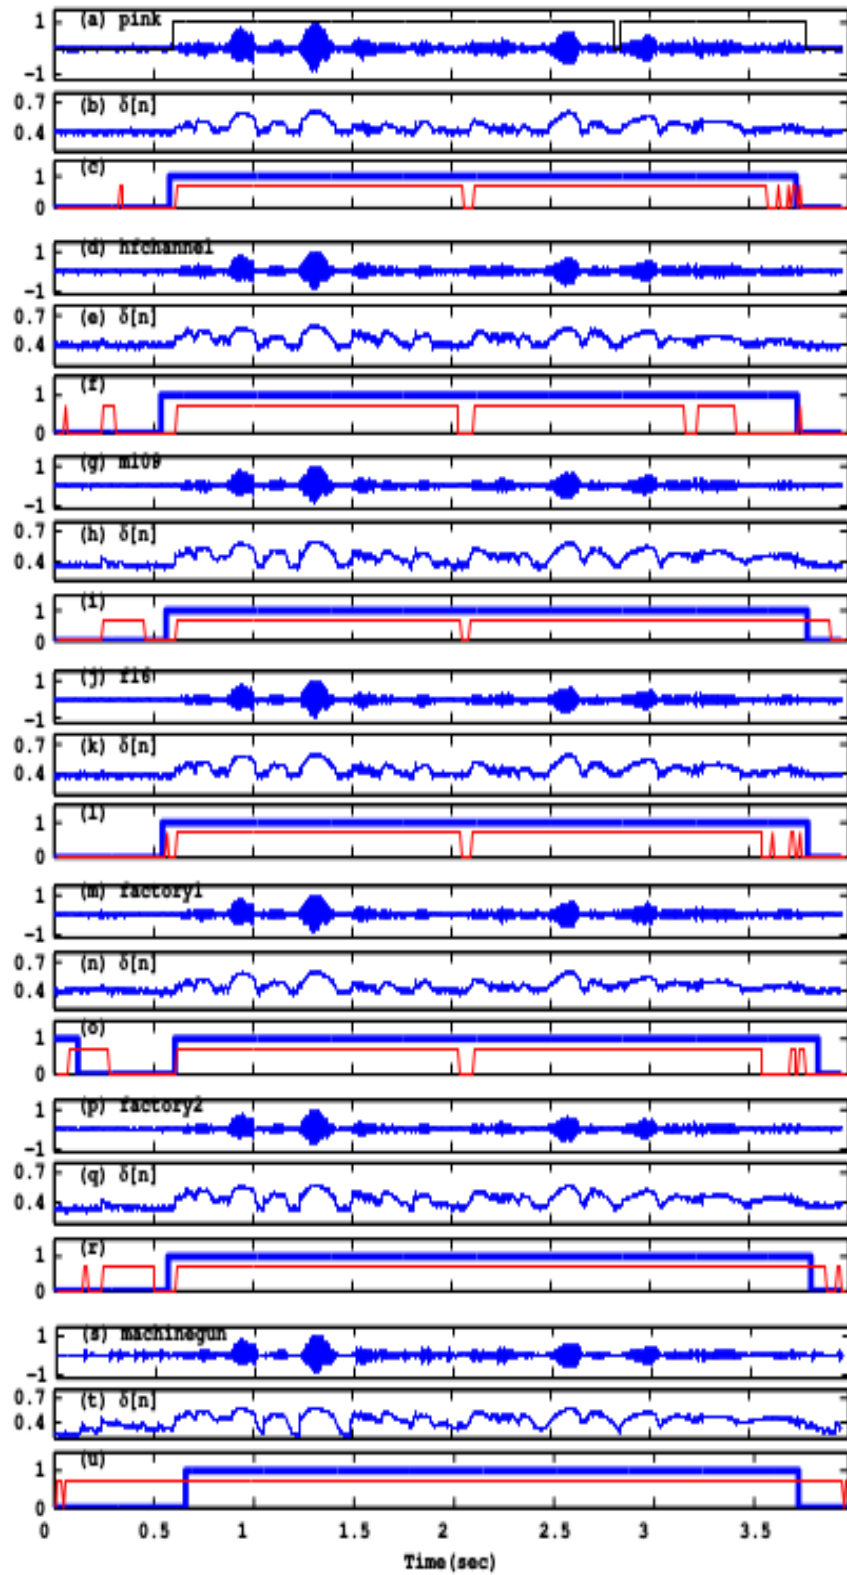 (a) pink
1
-1
(b) δ[n]
0.7
0.4
(c)
1
0
(d) hfchannel
1
-1
(e) δ[n]
0.7
0.4
(f)
1
0
(g) m109
1
-1
(h) δ[n]
0.7
0.4
(i)
1
0
(j) f16
1
-1
(k) δ[n]
0.7
0.4
(l)
1
0
(m) factory1
1
-1
(n) δ[n]
0.7
0.4
(o)
1
0
(p) factory2
1
-1
(q) δ[n]
0.7
0.4
(r)
1
0
(s) machinegun
1
-1
(t) δ[n]
0.7
0.4
(u)
1
0
0 0.5 1 1.5 2 2.5 3 3.5
Time(sec)